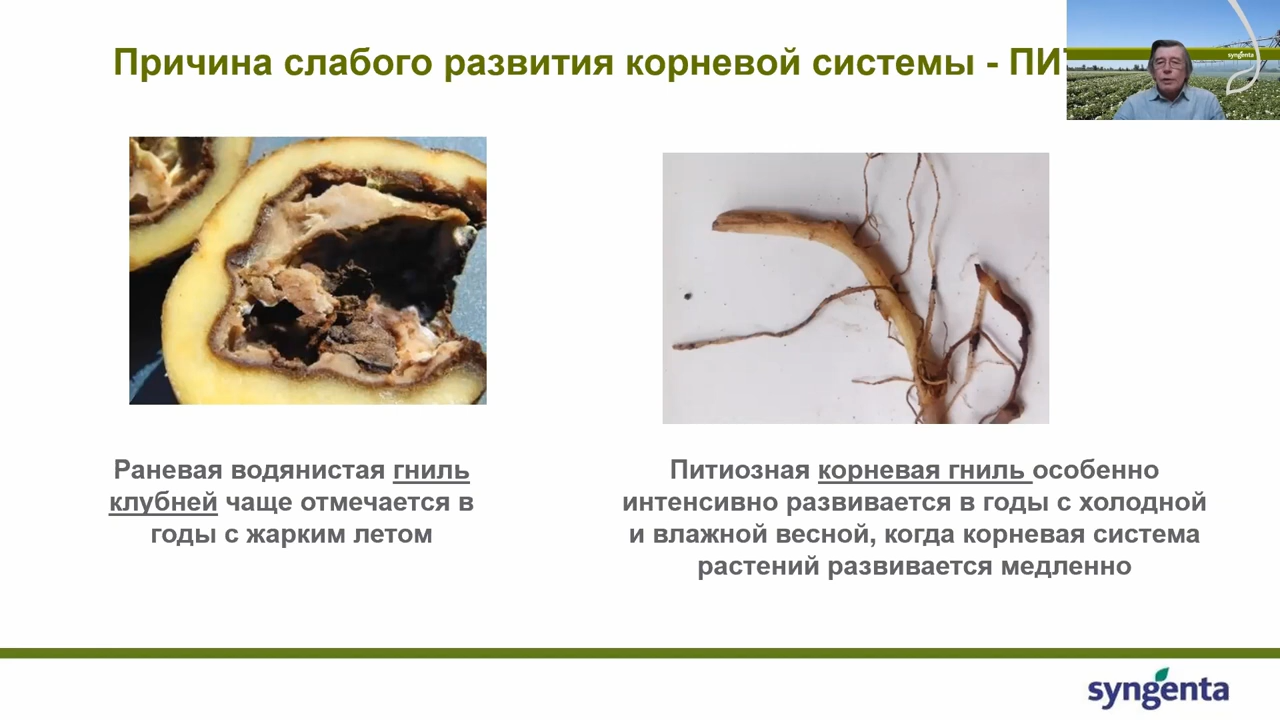 Причина слабого развития корневой системы -
syngenta
Раневая водянистая гниль
клубней чаще отмечается в
годы с жарким летом
Питиозная корневая гниль особенно
интенсивно развивается в годы с холодной
и влажной весной, когда корневая система
растений развивается медленно
syngenta